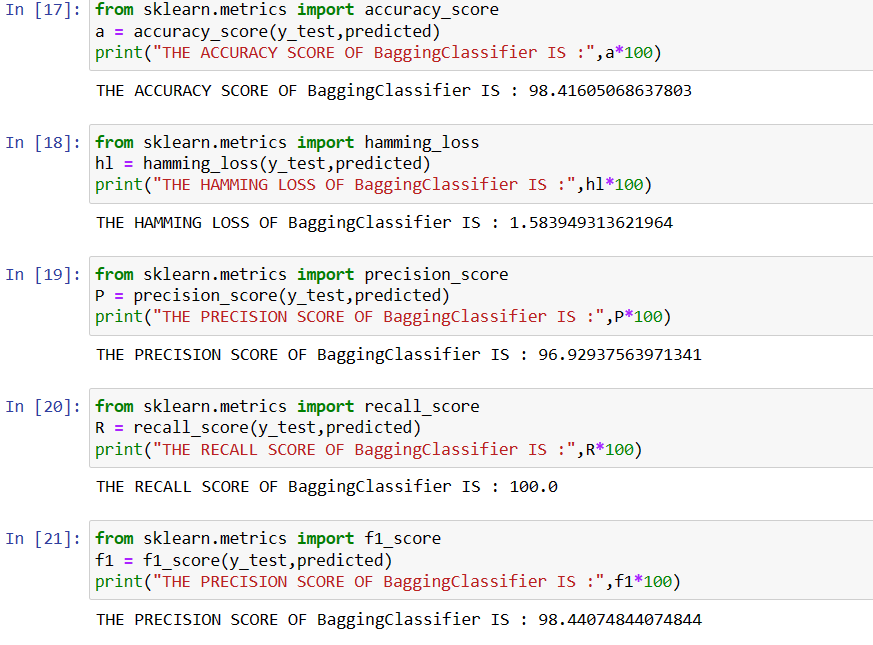 In [17]: from sklearn.metrics import accuracy_score
a = accuracy_score(y_test,predicted)
print("THE ACCURACY SCORE OF BaggingClassifier IS :",a*100)
THE ACCURACY SCORE OF BaggingClassifier IS : 98.41605068637803
In [18]: from sklearn.metrics import hamming_loss
hl = hamming_loss(y_test,predicted)
print("THE HAMMING LOSS OF BaggingClassifier IS :",hl*100)
THE HAMMING LOSS OF BaggingClassifier IS : 1.583949313621964
In [19]: from sklearn.metrics import precision_score
P = precision_score(y_test,predicted)
print("THE PRECISION SCORE OF BaggingClassifier IS :",P*100)
THE PRECISION SCORE OF BaggingClassifier IS : 96.92937563971341
In [20]: from sklearn.metrics import recall_score
R = recall_score(y_test,predicted)
print("THE RECALL SCORE OF BaggingClassifier IS :",R*100)
THE RECALL SCORE OF BaggingClassifier IS : 100.0
In [21]: from sklearn.metrics import f1_score
f1 = f1_score(y_test,predicted)
print("THE PRECISION SCORE OF BaggingClassifier IS :",f1*100)
THE PRECISION SCORE OF BaggingClassifier IS : 98.44074844074844